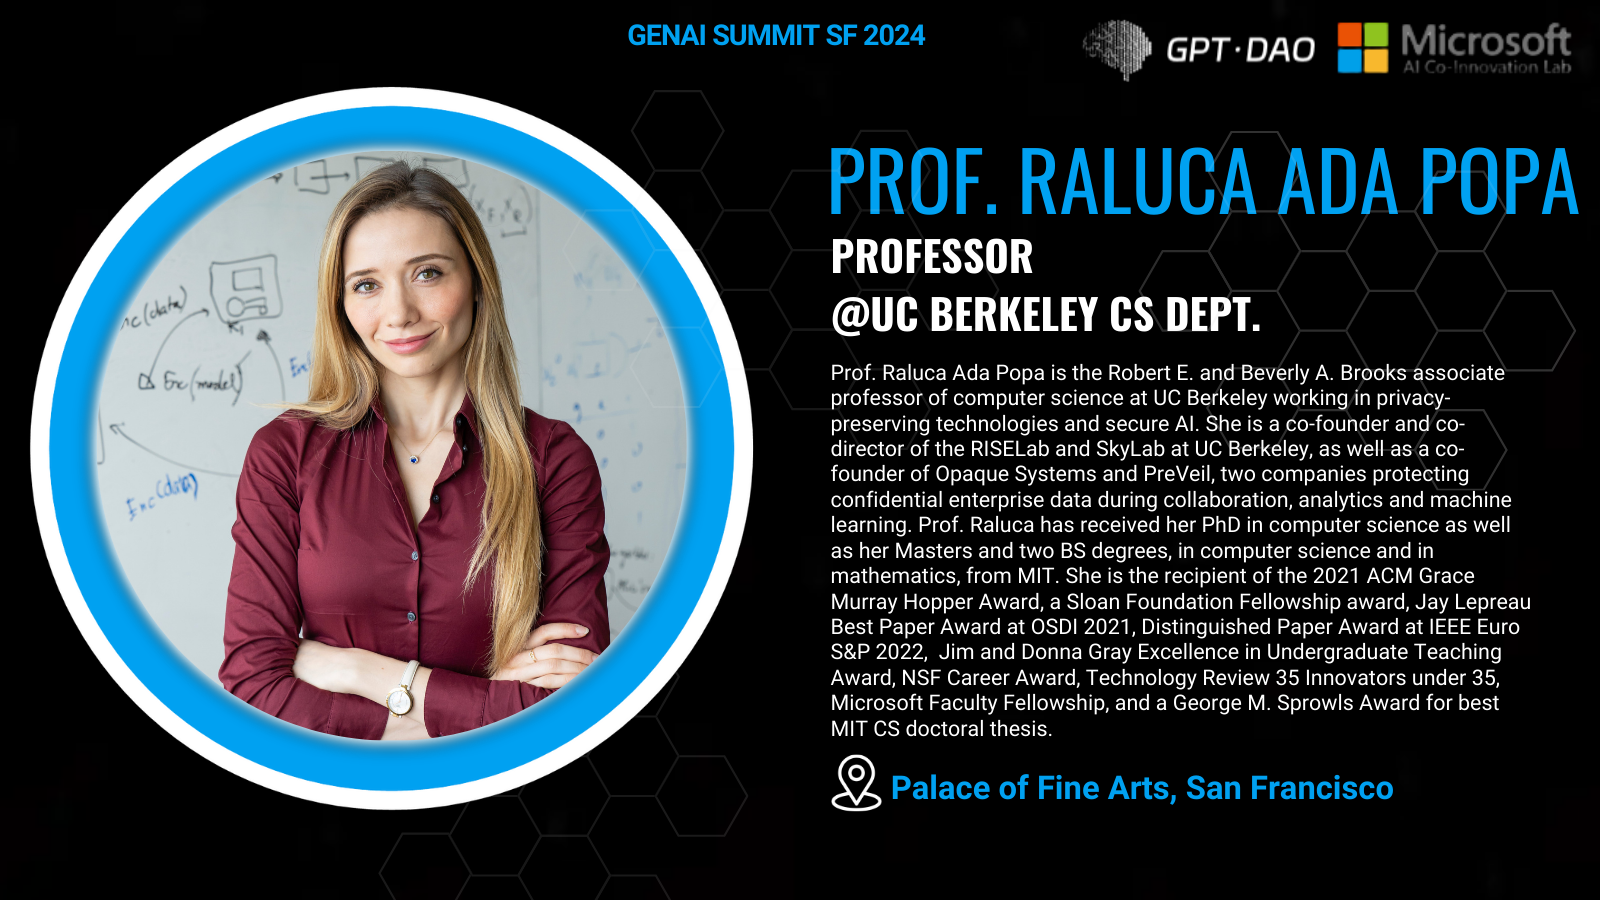 GENAI SUMMIT SF 2024
GPT·DAO
Microsoft
AI Co-Innovation Lab
PROF. RALUCA ADA POPA
PROFESSOR
@UC BERKELEY CS DEPT.
Prof. Raluca Ada Popa is the Robert E. and Beverly A. Brooks associate
professor of computer science at UC Berkeley working in privacy-
preserving technologies and secure AI. She is a co-founder and co-
director of the RISELab and SkyLab at UC Berkeley, as well as a co-
founder of Opaque Systems and PreVeil, two companies protecting
confidential enterprise data during collaboration, analytics and machine
learning. Prof. Raluca has received her PhD in computer science as well
as her Masters and two BS degrees, in computer science and in
mathematics, from MIT. She is the recipient of the 2021 ACM Grace
Murray Hopper Award, a Sloan Foundation Fellowship award, Jay Lepreau
Best Paper Award at OSDI 2021, Distinguished Paper Award at IEEE Euro
S&P 2022,  Jim and Donna Gray Excellence in Undergraduate Teaching
Award, NSF Career Award, Technology Review 35 Innovators under 35,
Microsoft Faculty Fellowship, and a George M. Sprowls Award for best
MIT CS doctoral thesis.
Palace of Fine Arts, San Francisco
(data)
Enc(model)
Enc(data)